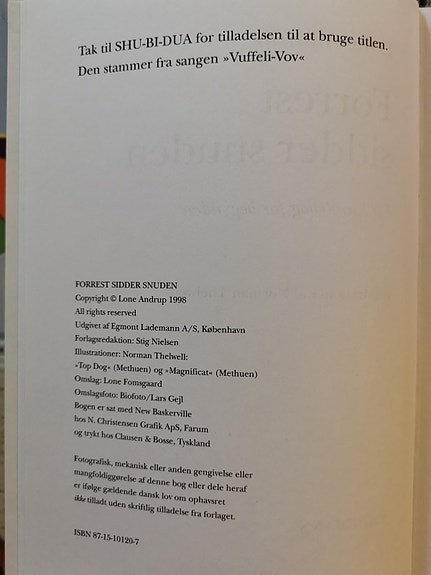 Tak til SHU-BI-DUA for tilladelsen til at bruge titlen.
Den stammer fra sangen »Vuffeli-Vov«
FORREST SIDDER SNUDEN
Copyright © Lone Andrup 1998
All rights reserved
Udgivet af Egmont Lademann A/S, København
Forlagsredaktion: Stig Nielsen
Illustrationer: Norman Thelwell:
»Top Dog« (Methuen) og »Magnificat« (Methuen)
Omslag: Lone Fomsgaard
Omslagsfoto: Biofoto/Lars Gejl
Bogen er sat med New Baskerville
hos N. Christensen Grafik ApS, Farum
og trykt hos Clausen & Bosse, Tyskland
Fotografisk, mekanisk eller anden gengivelse eller
mangfoldiggørelse af denne bog eller dele heraf
er ifølge gældende dansk lov om ophavsret
ikke tilladt uden skriftlig tilladelse fra forlaget.
ISBN 87-15-10120-7